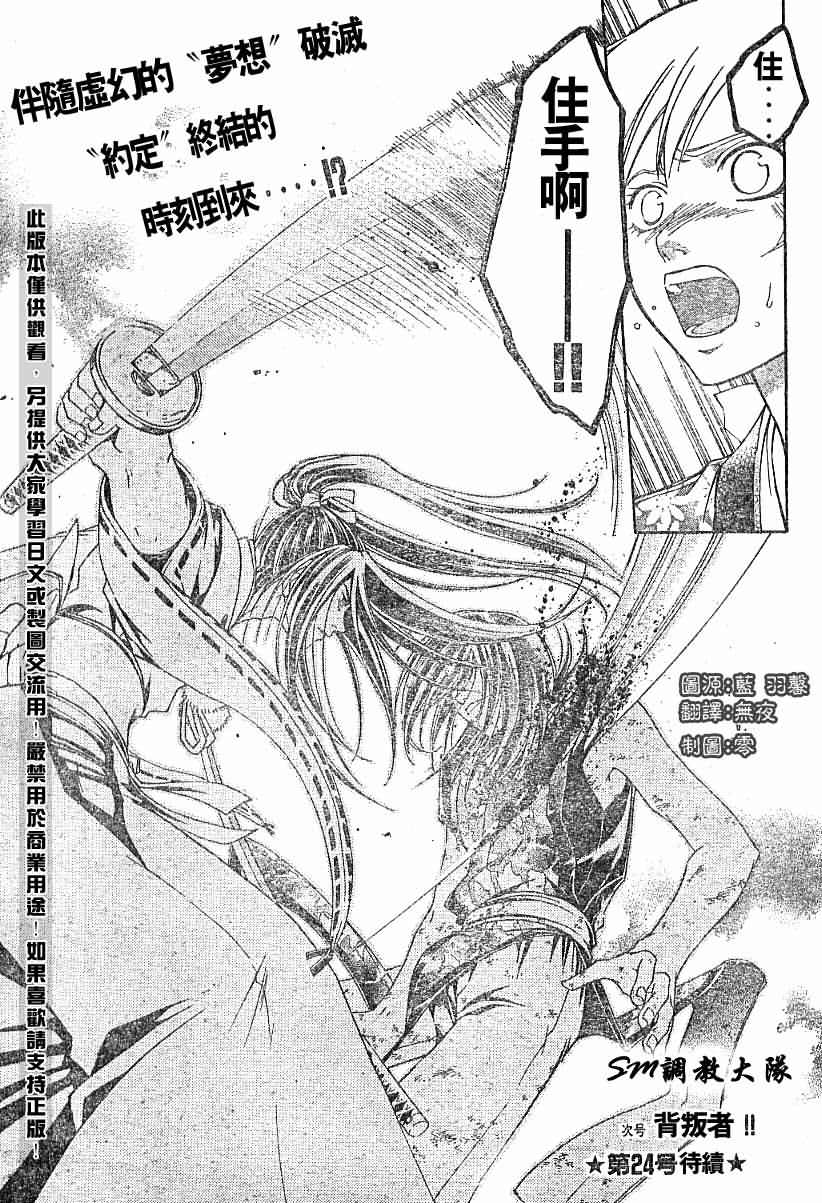 住‥‥
住手啊──!!
伴隨虛幻的〝夢想〞破滅
〝約定〞終結的
時刻到來‥‥!?
此版本僅供觀看，另提供大家學習日文或製圖交流用！嚴禁用於商業用途！如果喜歡請支持正版！
圖源:藍 羽馨
翻譯:無夜
制圖:零
SM調教大隊
次号 背叛者!!
★第24号待續★